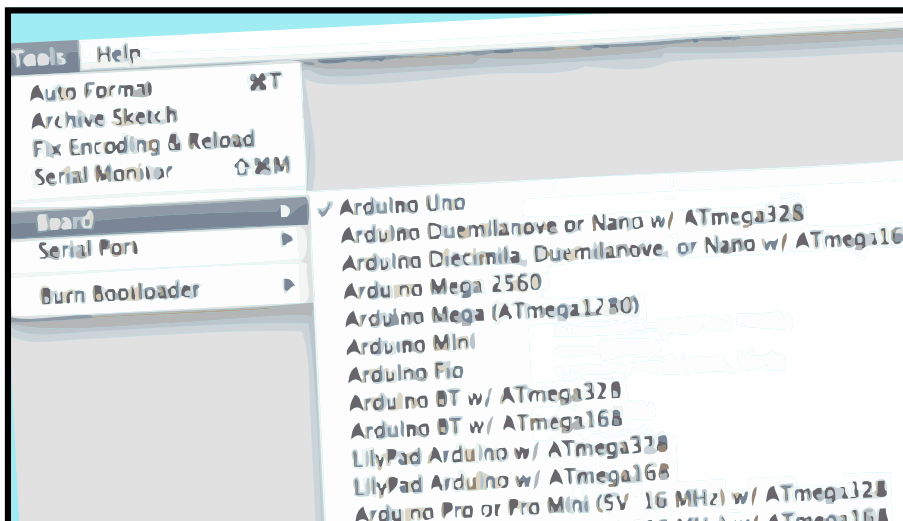 Tools Help
Auto Format ⌘T
Archive Sketch
Fix Encoding & Reload
Serial Monitor ⇧⌘M
Board
Serial Port
Burn Bootloader
✓ Arduino Uno
Arduino Duemilanove or Nano w/ ATmega328
Arduino Diecimila, Duemilanove, or Nano w/ ATmega16
Arduino Mega 2560
Arduino Mega (ATmega1280)
Arduino Mini
Arduino Fio
Arduino BT w/ ATmega328
Arduino BT w/ ATmega168
LilyPad Arduino w/ ATmega328
LilyPad Arduino w/ ATmega168
Arduino Pro or Pro Mini (5V, 16 MHz) w/ ATmega328
MHz) w/ ATmega168